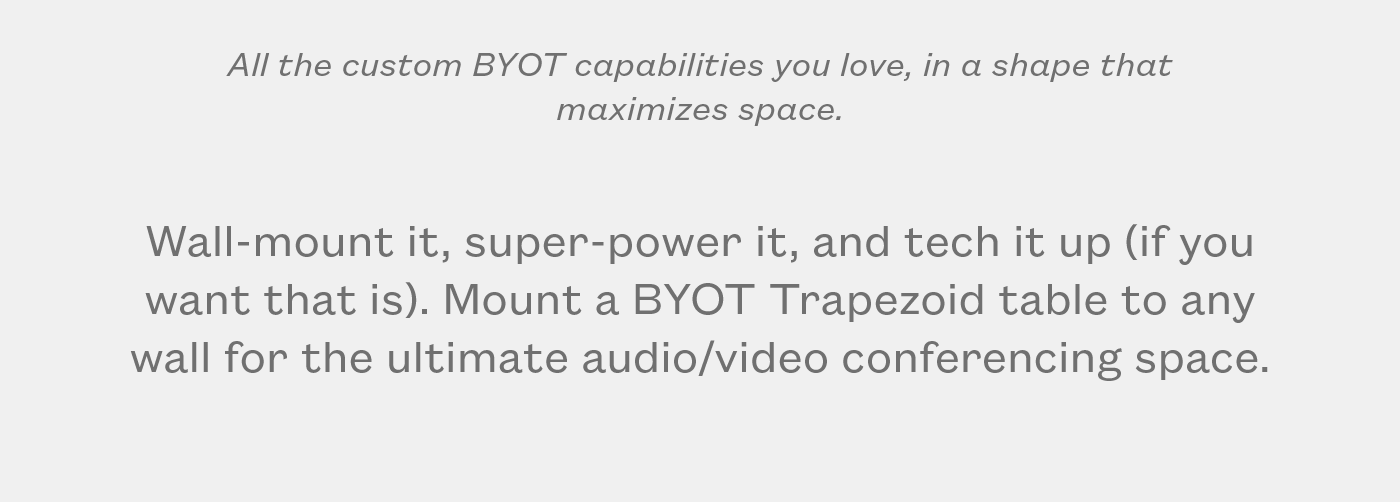 All the custom BYOT capabilities you love, in a shape that
maximizes space.
Wall-mount it, super-power it, and tech it up (if you
want that is). Mount a BYOT Trapezoid table to any
wall for the ultimate audio/video conferencing space.